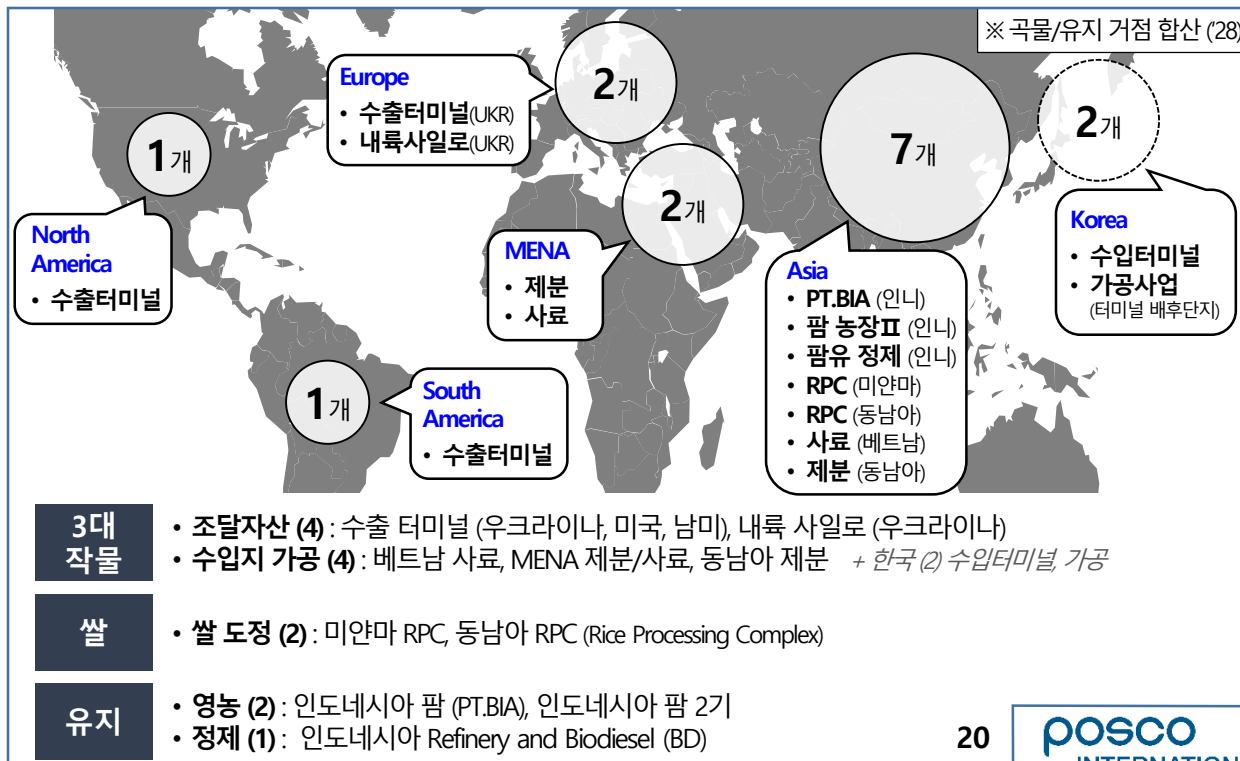 ※ 곡물/유지 거점 합산 ('28)
1개
North
America
• 수출터미널
Europe
• 수출터미널(UKR)
• 내륙사일로(UKR)
2개
MENA
• 제분
• 사료
2개
7개
Asia
• PT.BIA (인니)
• 팜 농장Ⅱ (인니)
• 팜유 정제 (인니)
• RPC (미얀마)
• RPC (동남아)
• 사료 (베트남)
• 제분 (동남아)
2개
Korea
• 수입터미널
• 가공사업
(터미널 배후단지)
1개
South
America
• 수출터미널
3대
작물
• 조달자산 (4) : 수출 터미널 (우크라이나, 미국, 남미), 내륙 사일로 (우크라이나)
• 수입지 가공 (4) : 베트남 사료, MENA 제분/사료, 동남아 제분 + 한국 (2) 수입터미널, 가공
쌀
• 쌀 도정 (2) : 미얀마 RPC, 동남아 RPC (Rice Processing Complex)
유지
• 영농 (2) : 인도네시아 팜 (PT.BIA), 인도네시아 팜 2기
• 정제 (1) : 인도네시아 Refinery and Biodiesel (BD)
20
posco